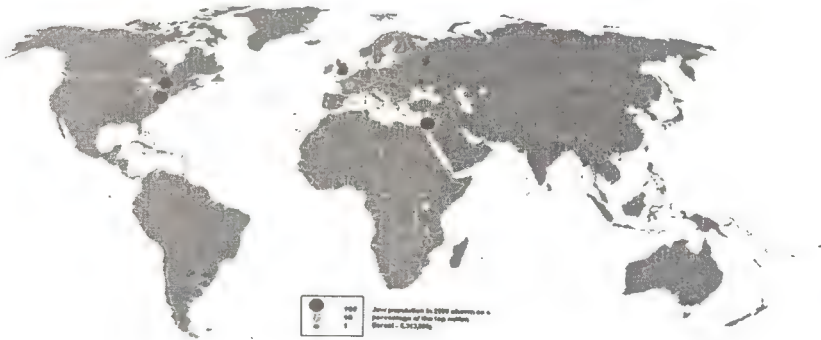 100
10
1
Jew population in 2000 shown as a
percentage of the top nation
Israel -